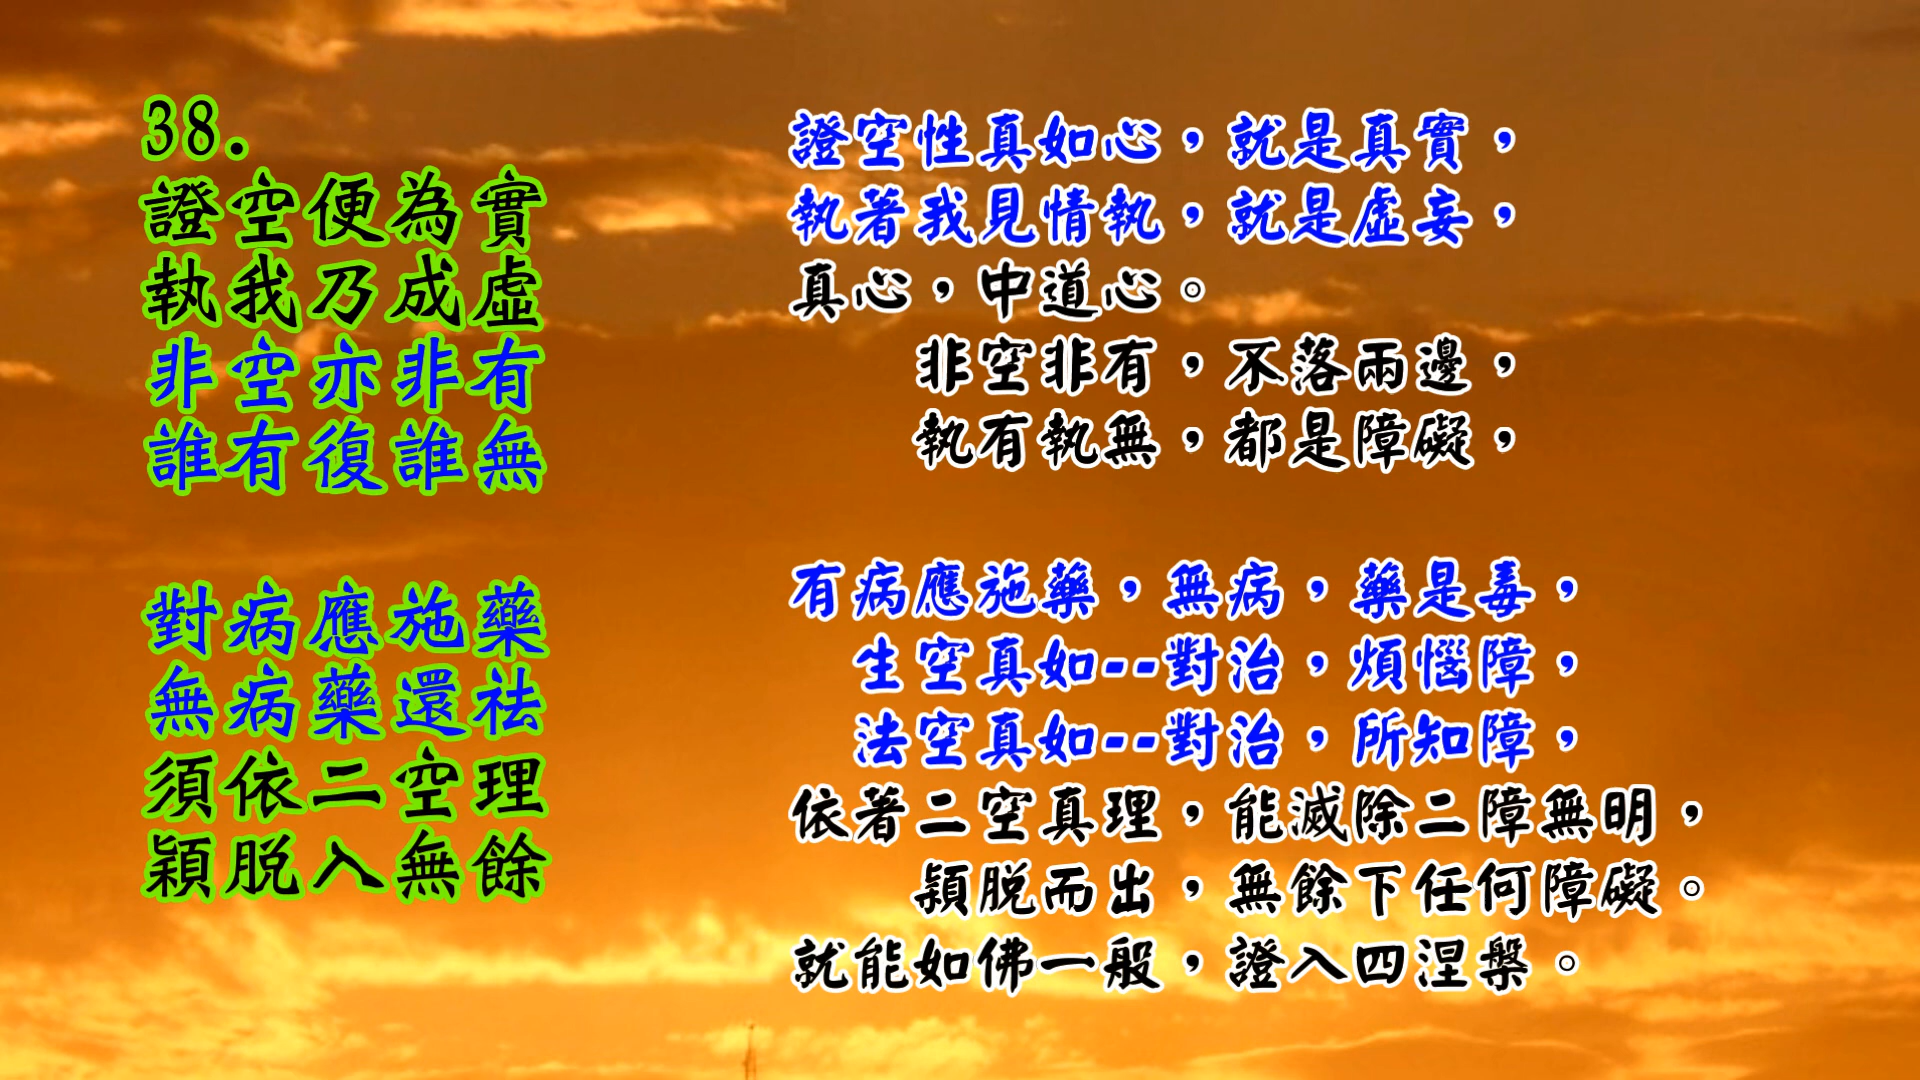 38.
證空便為實
執我乃成虛
非空亦非有
誰有復誰無
對病應施藥
無病藥還祛
須依二空理
穎脫入無餘
證空性真如心，就是真實，
執著我見情執，就是虛妄，
真心，中道心。
非空非有，不落兩邊，
執有執無，都是障礙，
有病應施藥，無病，藥是毒，
生空真如--對治，煩惱障，
法空真如--對治，所知障，
依著二空真理，能滅除二障無明，
穎脫而出，無餘下任何障礙。
就能如佛一般，證入四涅槃。